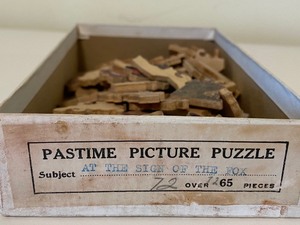 PASTIME PICTURE PUZZLE
Subject AT THE SIGN OF THE FOX
72 OVER 65 PIECES